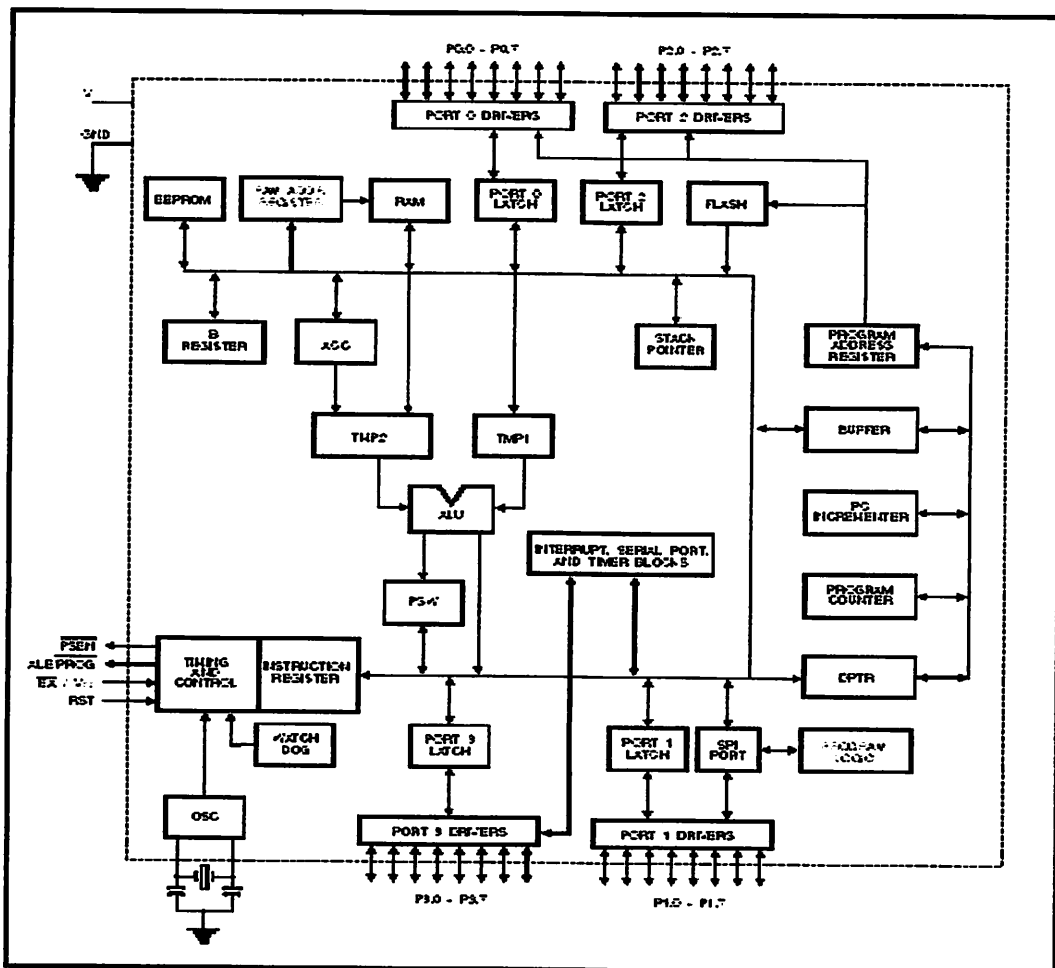 P0.0 - P0.7
P2.0 - P2.7
GND
PORT 0 DRIVERS
PORT 2 DRIVERS
EEPROM
REGISTER
RAM
PORT 0
LATCH
PORT 2
LATCH
FLASH
B
REGISTER
ACC
STACK
POINTER
PROGRAM
ADDRESS
REGISTER
TMP2
TMP1
BUFFER
ALU
PC
INCREMENTER
INTERRUPT, SERIAL PORT,
AND TIMER BLOCKS
PSW
PROGRAM
COUNTER
PSEN
ALE/PROG
RST
TIMING
AND
CONTROL
INSTRUCTION
REGISTER
DPTR
WATCH
DOG
PORT 3
LATCH
PORT 1
LATCH
SPI
PORT
PROGRAM
LOGIC
OSC
PORT 3 DRIVERS
PORT 1 DRIVERS
P3.0 - P3.7
P1.0 - P1.7